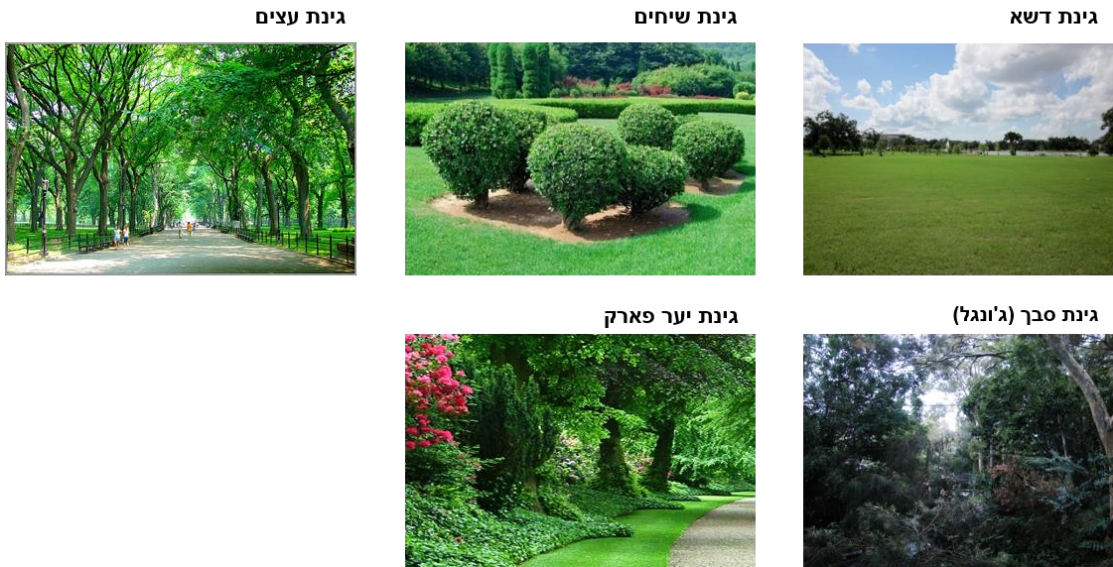 גינת דשא
גינת שיחים
גינת עצים
גינת סבך (ג'ונגל)
גינת יער פארק